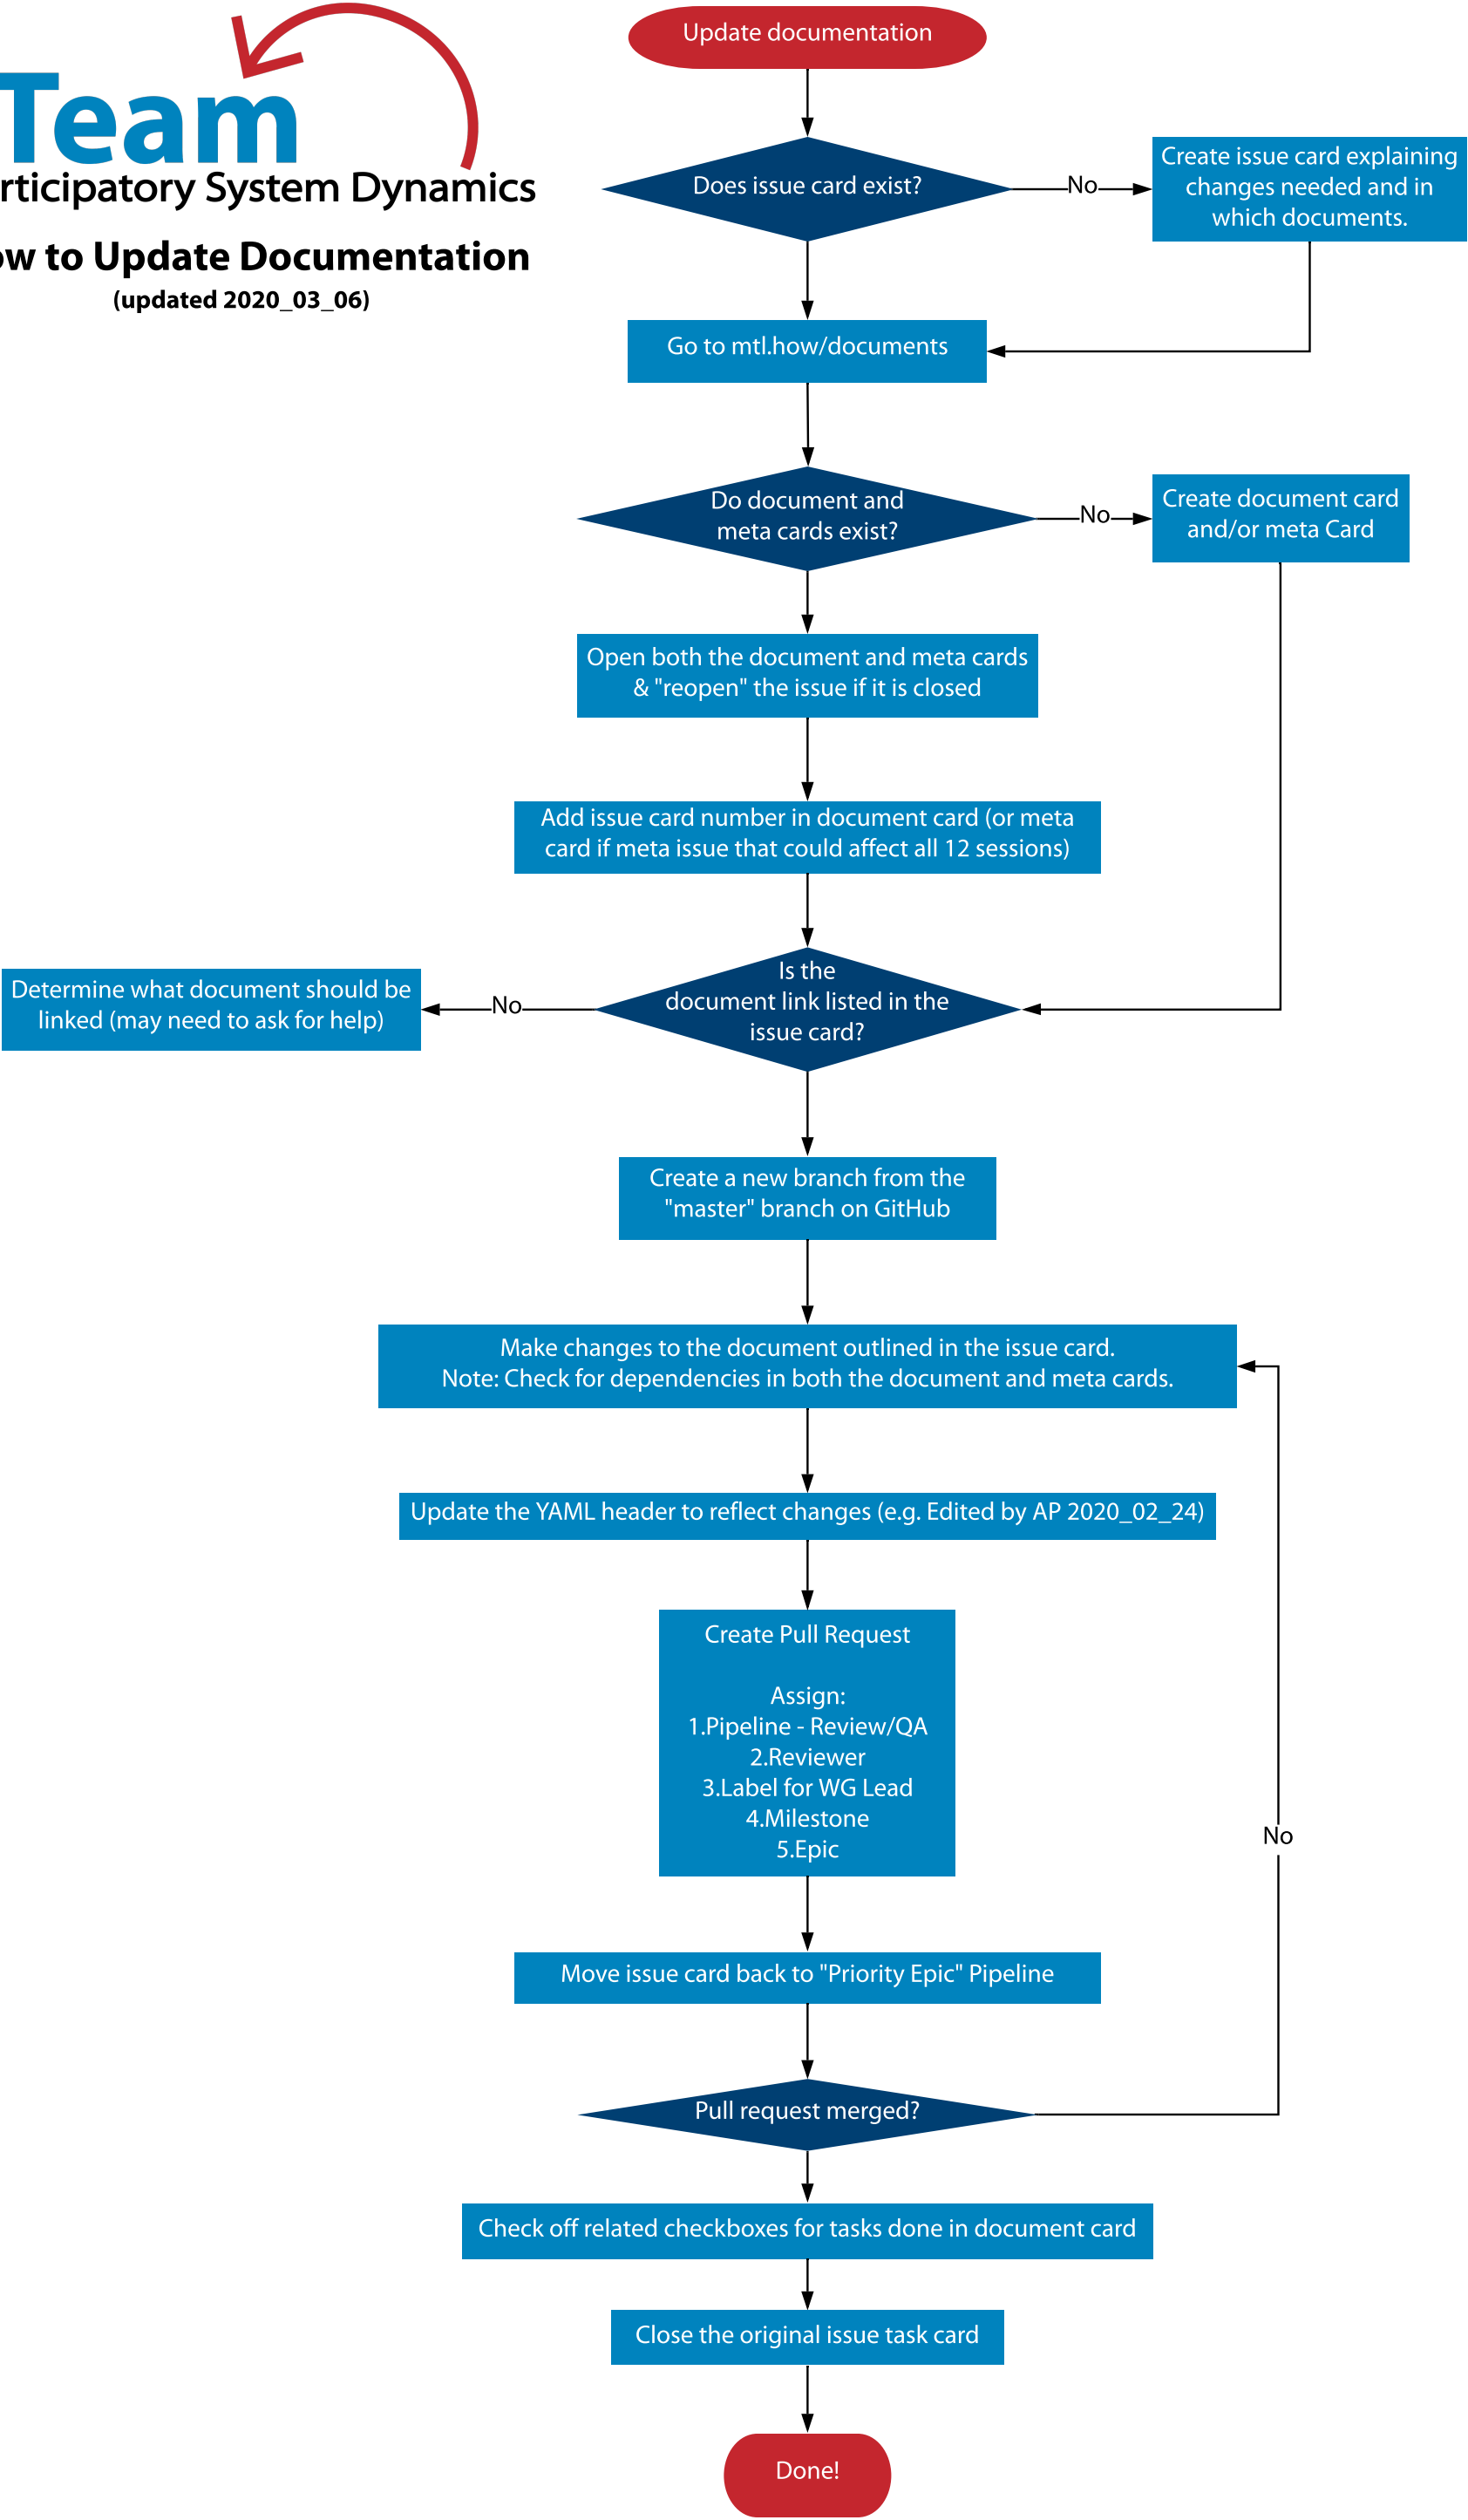 Team
rticipatory System Dynamics
ow to Update Documentation
(updated 2020_03_06)
Update documentation
Does issue card exist?
No
Create issue card explaining
changes needed and in
which documents.
Go to mtl.how/documents
Do document and
meta cards exist?
No
Create document card
and/or meta Card
Open both the document and meta cards
& "reopen" the issue if it is closed
Add issue card number in document card (or meta
card if meta issue that could affect all 12 sessions)
Is the
document link listed in the
issue card?
No
Determine what document should be
linked (may need to ask for help)
Create a new branch from the
"master" branch on GitHub
Make changes to the document outlined in the issue card.
Note: Check for dependencies in both the document and meta cards.
Update the YAML header to reflect changes (e.g. Edited by AP 2020_02_24)
Create Pull Request
Assign:
1.Pipeline - Review/QA
2.Reviewer
3.Label for WG Lead
4.Milestone
5.Epic
No
Move issue card back to "Priority Epic" Pipeline
Pull request merged?
Check off related checkboxes for tasks done in document card
Close the original issue task card
Done!